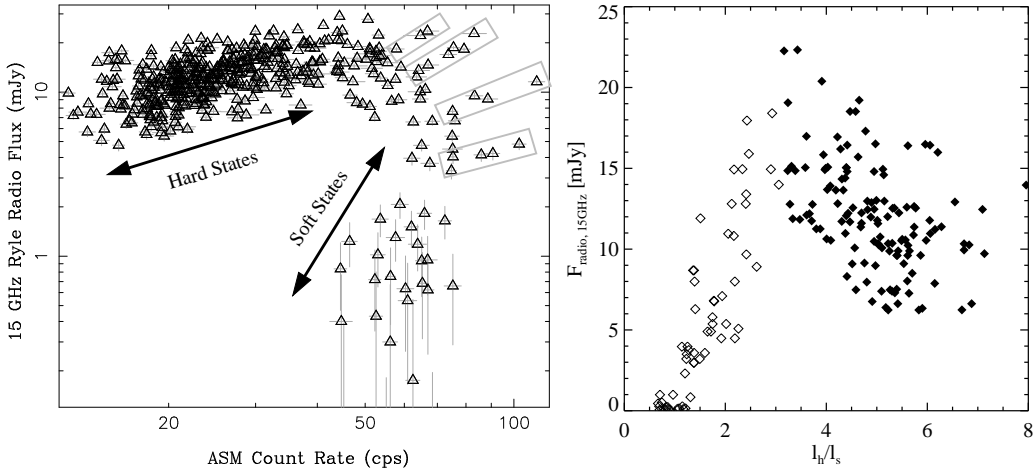 15 GHz Ryle Radio Flux (mJy)
10
1
Hard States
Soft States
20
50
100
ASM Count Rate (cps)
F radio, 15GHz [mJy]
25
20
15
10
5
0
0
2
4
6
8
l_h/l_s